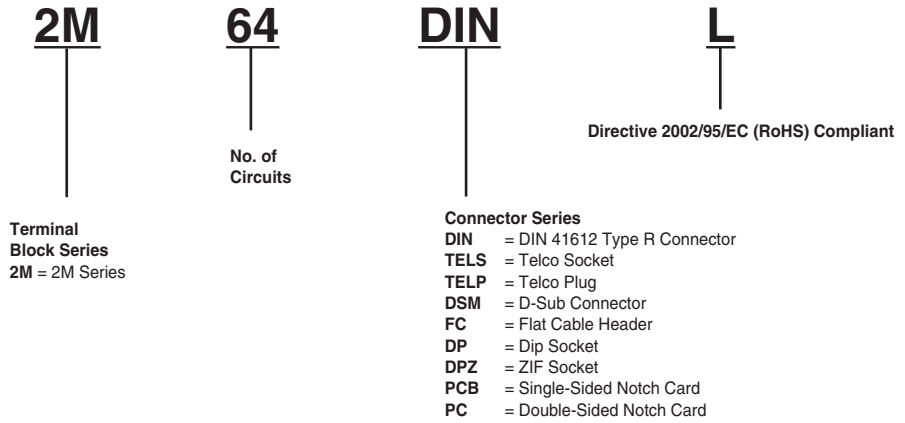 2M 64 DIN L
Directive 2002/95/EC (RoHS) Compliant
No. of
Circuits
Terminal
Block Series
2M = 2M Series
Connector Series
DIN = DIN 41612 Type R Connector
TELS = Telco Socket
TELP = Telco Plug
DSM = D-Sub Connector
FC = Flat Cable Header
DP = Dip Socket
DPZ = ZIF Socket
PCB = Single-Sided Notch Card
PC = Double-Sided Notch Card